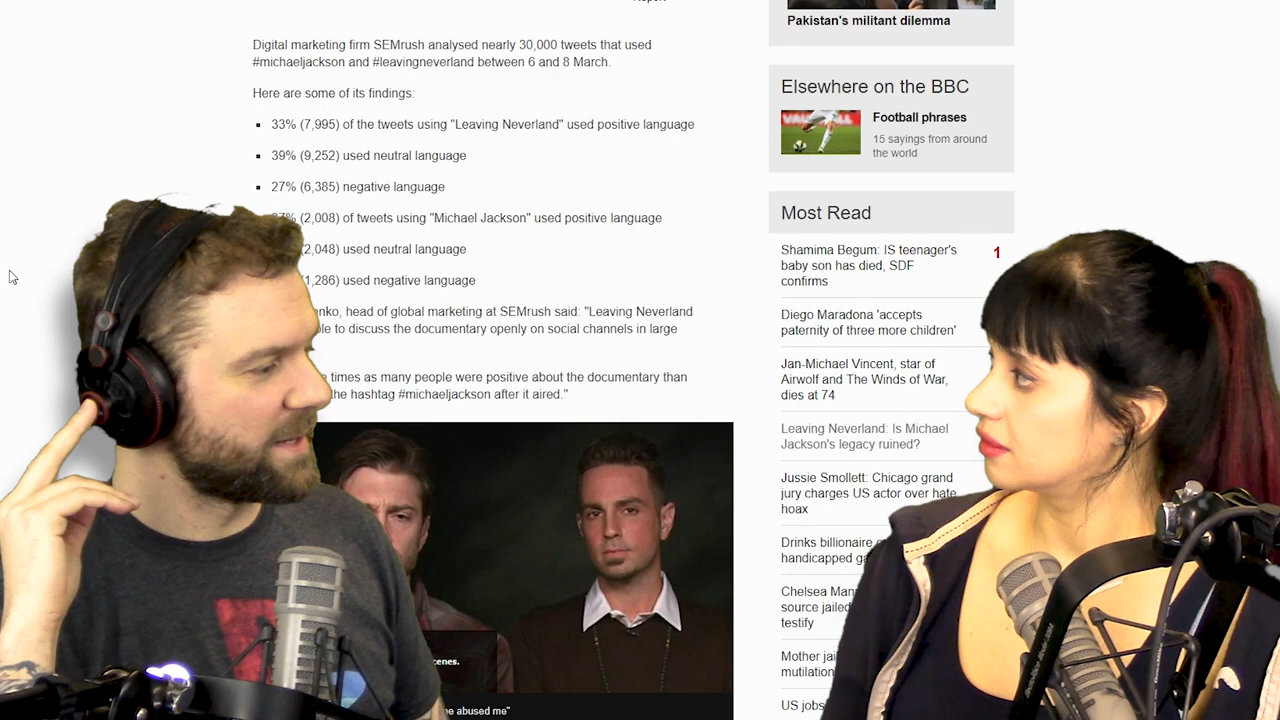 Pakistan's militant dilemma
Digital marketing firm SEMrush analysed nearly 30,000 tweets that used
#michaeljackson and #leavingneverland between 6 and 8 March.
Here are some of its findings:
33% (7,995) of the tweets using "Leaving Neverland" used positive language
39% (9,252) used neutral language
27% (6,385) negative language
(2,008) of tweets using "Michael Jackson" used positive language
2,048) used neutral language
1,286) used negative language
enko, head of global marketing at SEMrush said: "Leaving Neverland
le to discuss the documentary openly on social channels in large
times as many people were positive about the documentary than
the hashtag #michaeljackson after it aired."
cenes.
e abused me"
Elsewhere on the BBC
Football phrases
15 sayings from around
the world
Most Read
Shamima Begum: IS teenager's
baby son has died, SDF
confirms
1
Diego Maradona 'accepts
paternity of three more children'
Jan-Michael Vincent, star of
Airwolf and The Winds of War,
dies at 74
Leaving Neverland: Is Michael
Jackson's legacy ruined?
Jussie Smollett: Chicago grand
jury charges US actor over hate
hoax
Drinks billionaire
handicapped
Chelsea
source jailed
testify
Mother
mutilation
US jobs